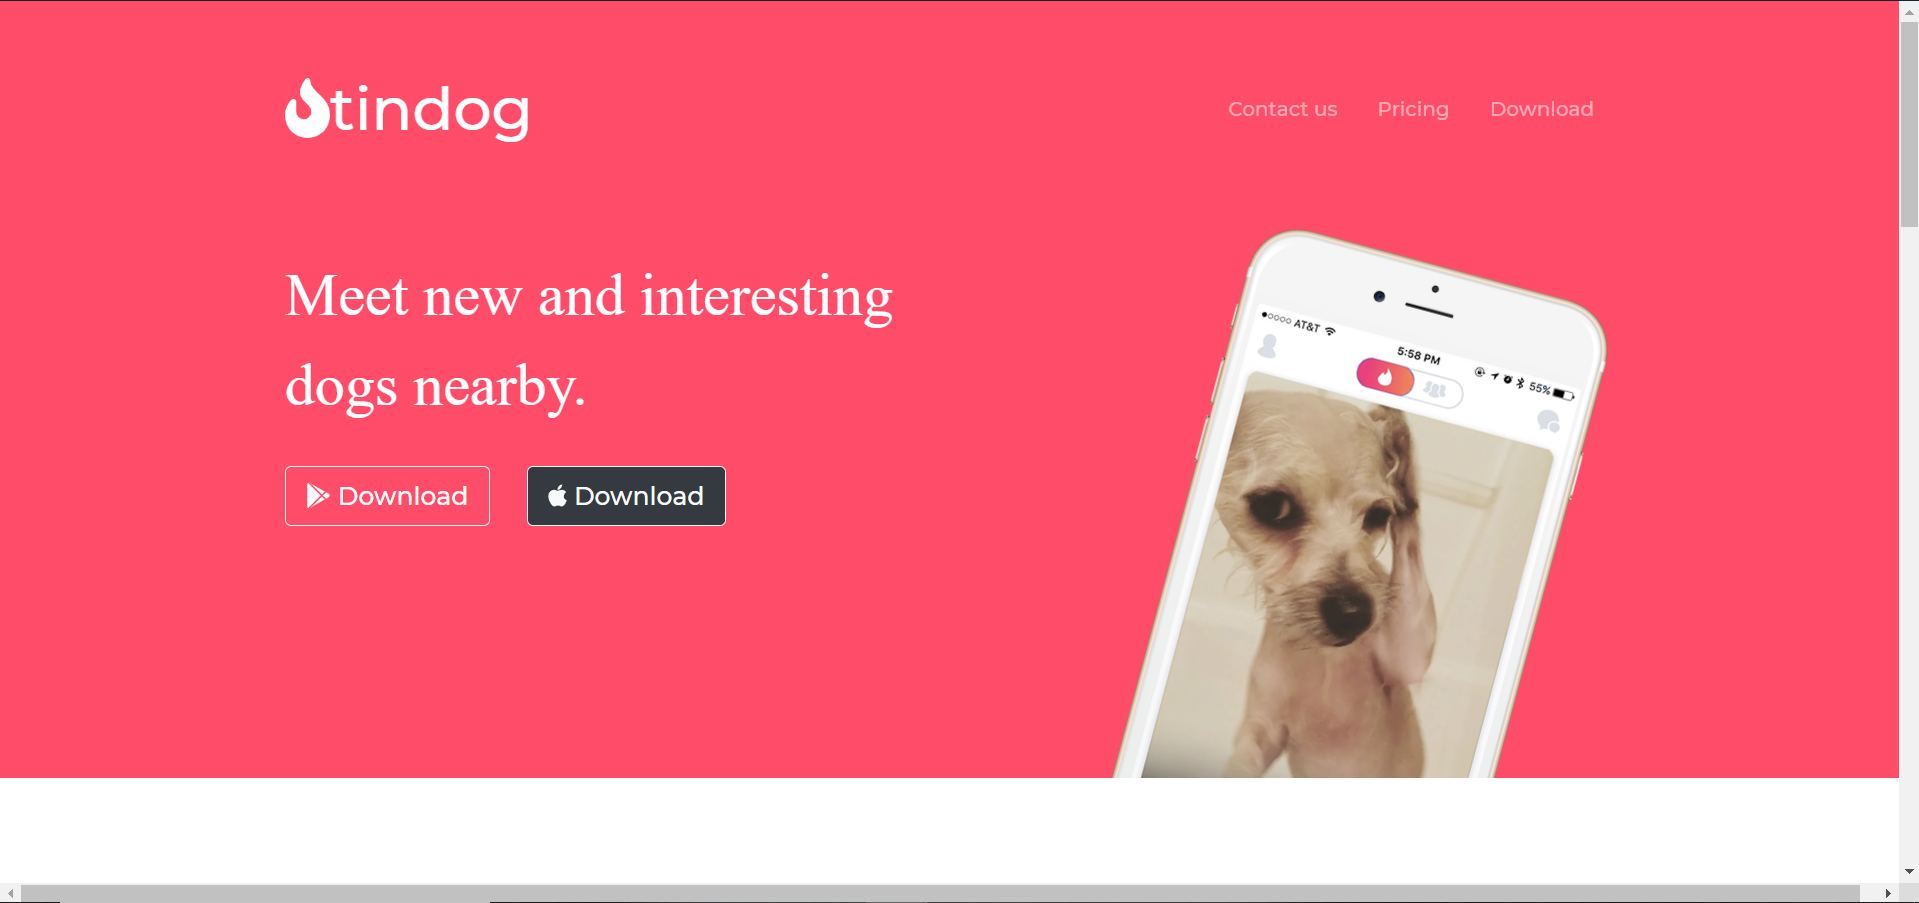 tindog
Contact us Pricing Download
Meet new and interesting
dogs nearby.
Download Download
AT&T
5:58 PM
55%